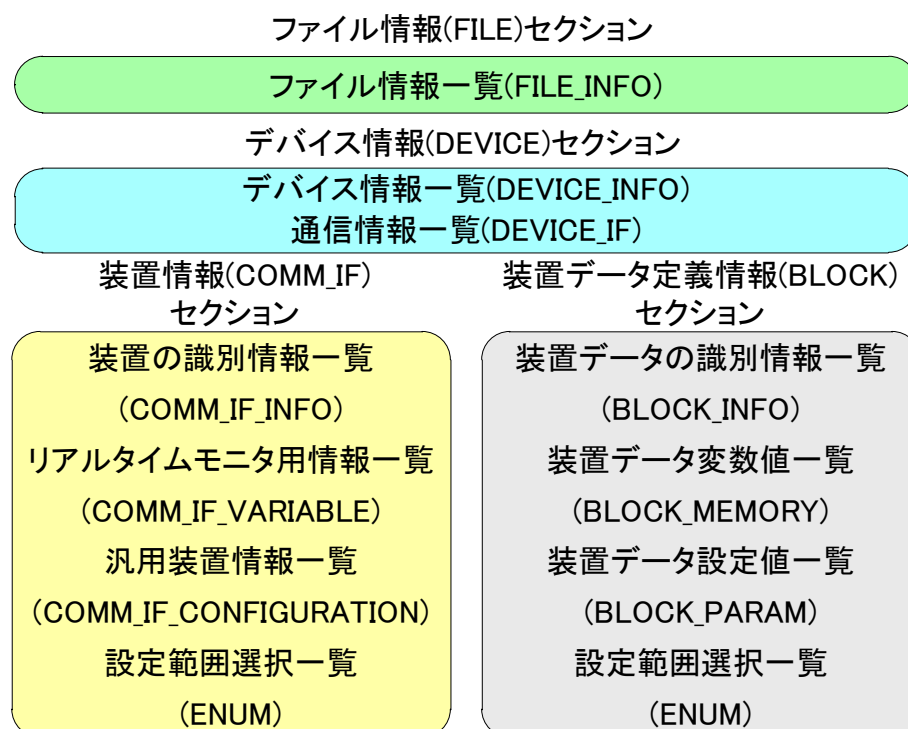 ファイル情報(FILE)セクション
ファイル情報一覧(FILE_INFO)
デバイス情報(DEVICE)セクション
デバイス情報一覧(DEVICE_INFO)
通信情報一覧(DEVICE_IF)
装置情報(COMM_IF)
セクション
装置の識別情報一覧
(COMM_IF_INFO)
リアルタイムモニタ用情報一覧
(COMM_IF_VARIABLE)
汎用装置情報一覧
(COMM_IF_CONFIGURATION)
設定範囲選択一覧
(ENUM)
装置データ定義情報(BLOCK)
セクション
装置データの識別情報一覧
(BLOCK_INFO)
装置データ変数値一覧
(BLOCK_MEMORY)
装置データ設定値一覧
(BLOCK_PARAM)
設定範囲選択一覧
(ENUM)